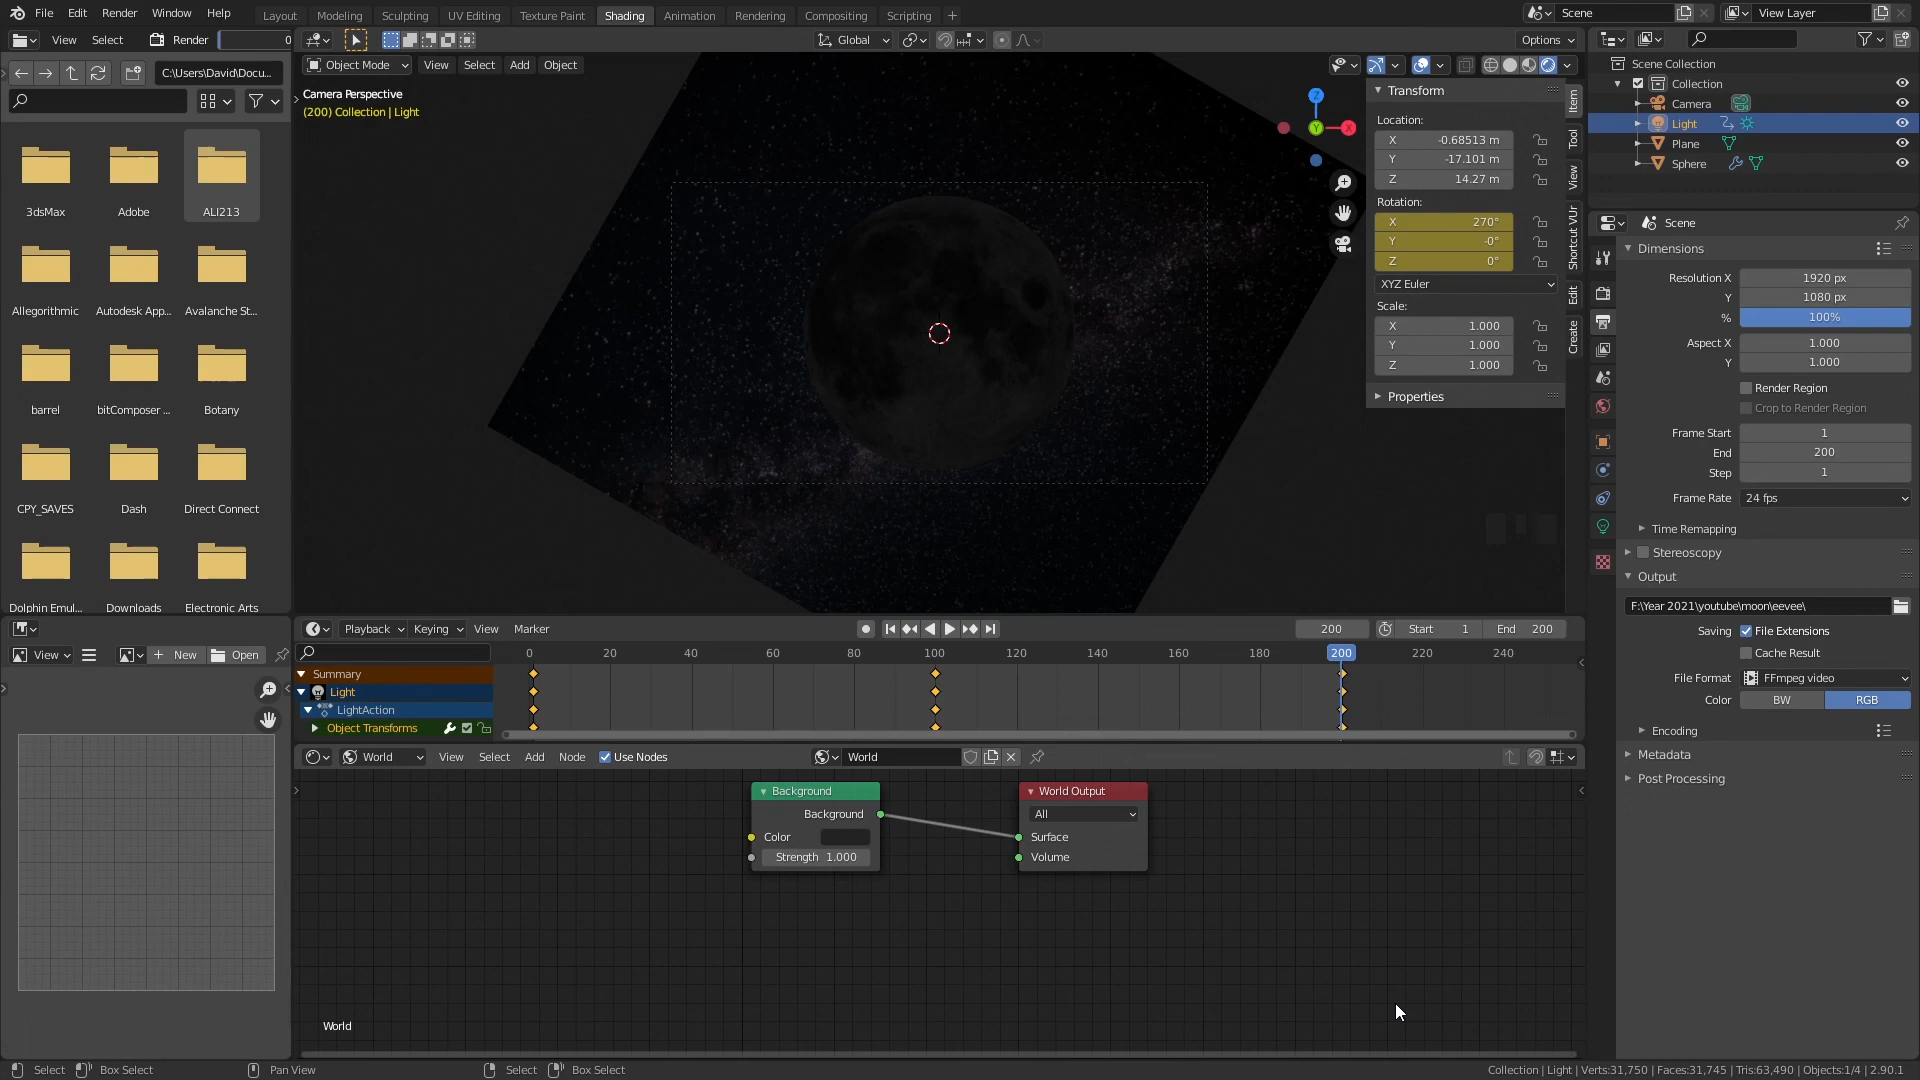 File Edit Render Window Help Layout Modeling Sculpting UV Editing Texture Paint Shading Animation Rendering Compositing Scripting Scene View Layer
View Select Render 0 Global Options
C:\Users\David\Docu... Object Mode View Select Add Object
Camera Perspective
(200) Collection | Light
3dsMax Adobe ALI213
Allegorithmic Autodesk App... Avalanche St...
barrel bitComposer ... Botany
CPY_SAVES Dash Direct Connect
Dolphin Emul... Downloads Electronic Arts
Z
Y
X
Transform
Location:
X -0.68513 m
Y -17.101 m
Z 14.27 m
Rotation:
X 270°
Y -0°
Z 0°
XYZ Euler
Scale:
X 1.000
Y 1.000
Z 1.000
Properties
Item
Tool
View
Shortcut VUr
Edit
Create
Scene Collection
Collection
Camera
Light
Plane
Sphere
Scene
Dimensions
Resolution X 1920 px
Y 1080 px
% 100%
Aspect X 1.000
Y 1.000
Render Region
Crop to Render Region
Frame Start 1
End 200
Step 1
Frame Rate 24 fps
Time Remapping
Stereoscopy
Output
F:\Year 2021\youtube\moon\eevee\
Saving File Extensions
Cache Result
File Format FFmpeg video
Color BW RGB
Encoding
Metadata
Post Processing
Playback Keying View Marker 200 Start 1 End 200
0 20 40 60 80 100 120 140 160 180 200 220 240
Summary
Light
LightAction
Object Transforms
View New Open
World View Select Add Node Use Nodes World
Background
Background
Color
Strength 1.000
World Output
All
Surface
Volume
World
Select Box Select Pan View Select Box Select Collection | Light | Verts:31,750 | Faces:31,745 | Tris:63,490 | Objects:1/4 | 2.90.1